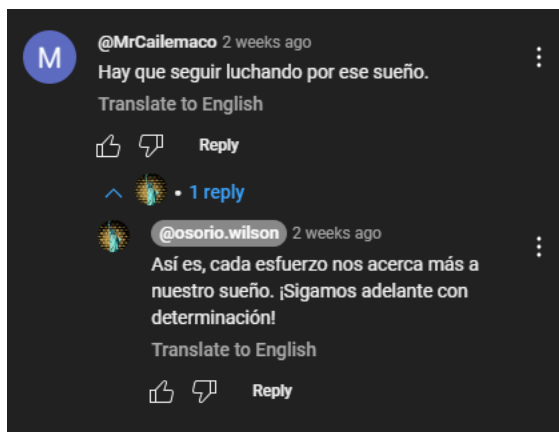 @MrCailemaco 2 weeks ago
M
Hay que seguir luchando por ese sueño.
Translate to English
Reply
• 1 reply
@osorio.wilson 2 weeks ago
Así es, cada esfuerzo nos acerca más a
nuestro sueño. ¡Sigamos adelante con
determinación!
Translate to English
Reply